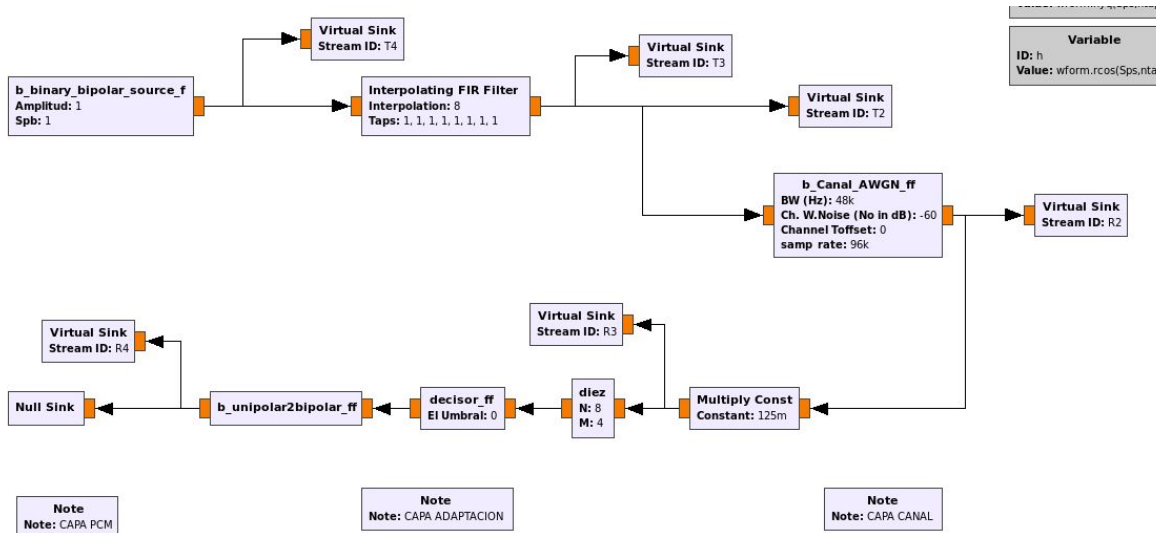 Virtual Sink
Stream ID: T4
b_binary_bipolar_source_f
Amplitud: 1
Spb: 1
Interpolating FIR Filter
Interpolation: 8
Taps: 1, 1, 1, 1, 1, 1, 1, 1
Virtual Sink
Stream ID: T3
Virtual Sink
Stream ID: T2
Variable
ID: h
Value: wform.rcos(Sps,nta
b_Canal_AWGN_ff
BW (Hz): 48k
Ch. W.Noise (No in dB): -60
Channel Toffset: 0
samp_rate: 96k
Virtual Sink
Stream ID: R2
Virtual Sink
Stream ID: R4
Virtual Sink
Stream ID: R3
Null Sink
b_unipolar2bipolar_ff
decisor_ff
El Umbral: 0
diez
N: 8
M: 4
Multiply Const
Constant: 125m
Note
Note: CAPA PCM
Note
Note: CAPA ADAPTACION
Note
Note: CAPA CANAL